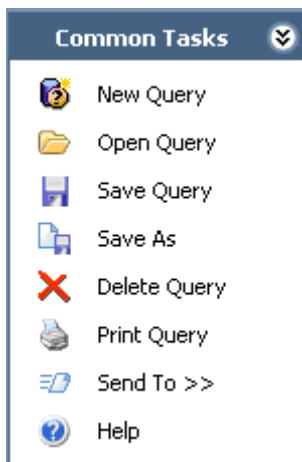 Common Tasks
New Query
Open Query
Save Query
Save As
Delete Query
Print Query
Send To >>
Help